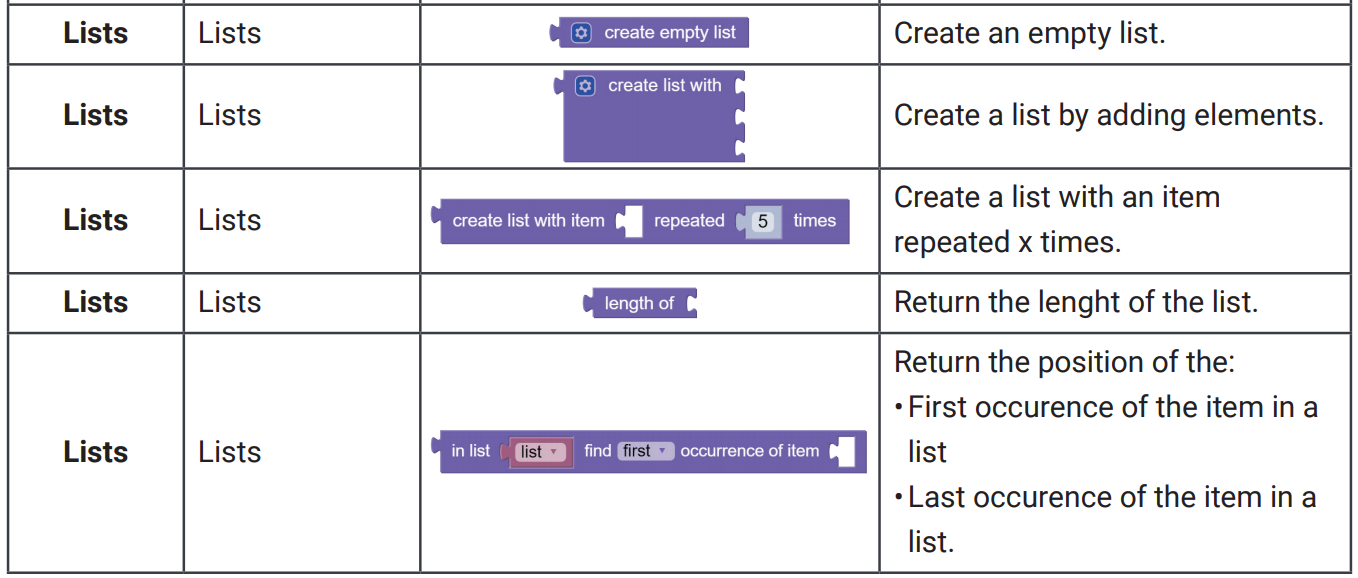 Lists Lists create empty list Create an empty list.
Lists Lists create list with Create a list by adding elements.
Lists Lists create list with item repeated 5 times Create a list with an item
repeated x times.
Lists Lists length of Return the lenght of the list.
Lists Lists in list list find first occurrence of item Return the position of the:
• First occurence of the item in a
list
• Last occurence of the item in a
list.